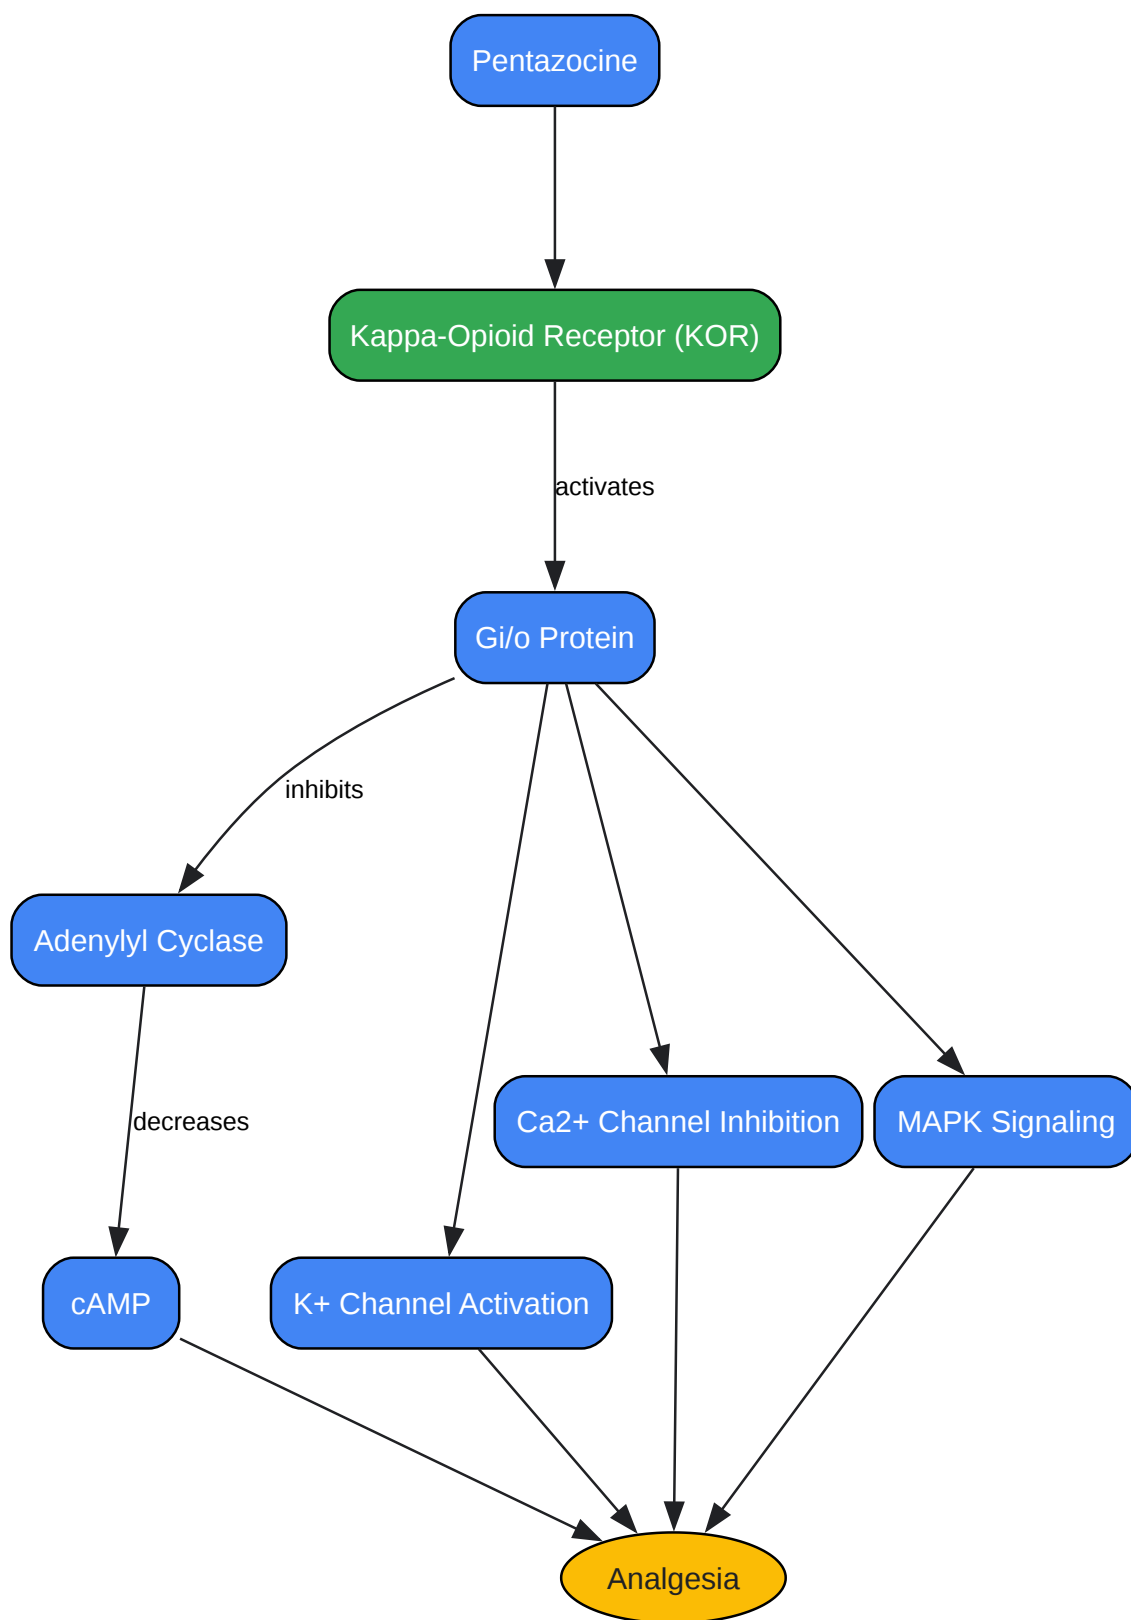 Pentazocine
Kappa-Opioid Receptor (KOR)
activates
Gi/o Protein
inhibits
Adenylyl Cyclase
decreases
Ca2+ Channel Inhibition
MAPK Signaling
cAMP
K+ Channel Activation
Analgesia